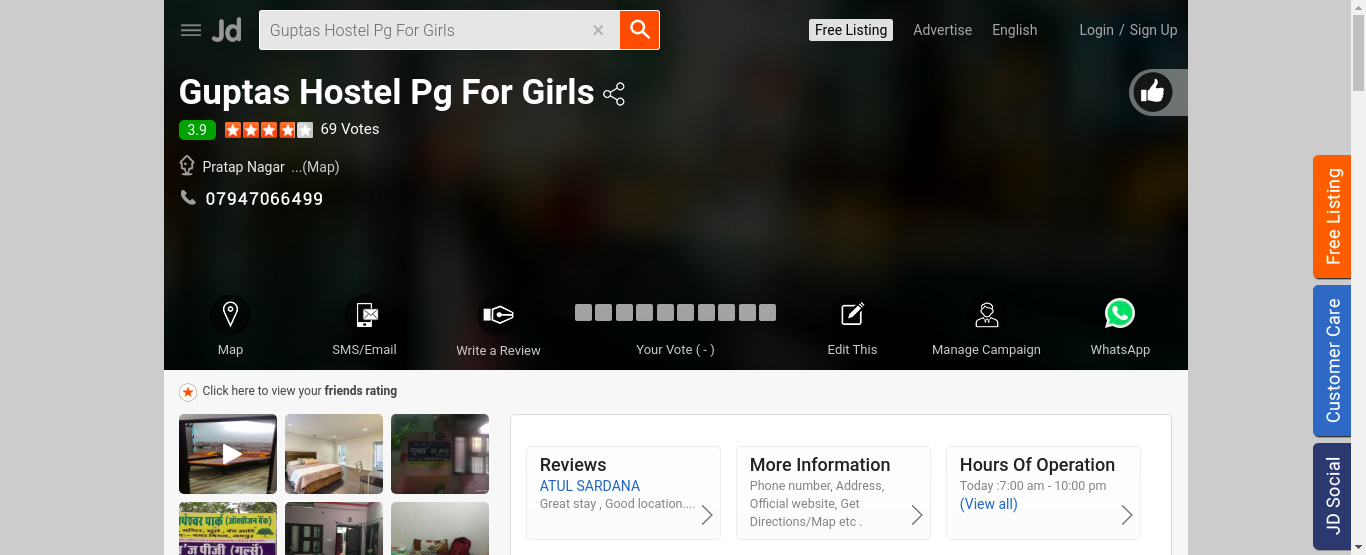 Jd
Guptas Hostel Pg For Girls
Free Listing
Advertise
English
Login / Sign Up
Guptas Hostel Pg For Girls
3.9
69 Votes
Pratap Nagar ...(Map)
07947066499
Map
SMS/Email
Write a Review
Your Vote ( - )
Edit This
Manage Campaign
WhatsApp
Free Listing
Customer Care
JD Social
Click here to view your friends rating
पेश्वर पार्क (ऑक्सीजन बैंक)
ज पीजी (गर्ल्स)
Reviews
ATUL SARDANA
Great stay , Good location....
More Information
Phone number, Address,
Official website, Get
Directions/Map etc .
Hours Of Operation
Today :7:00 am - 10:00 pm
(View all)